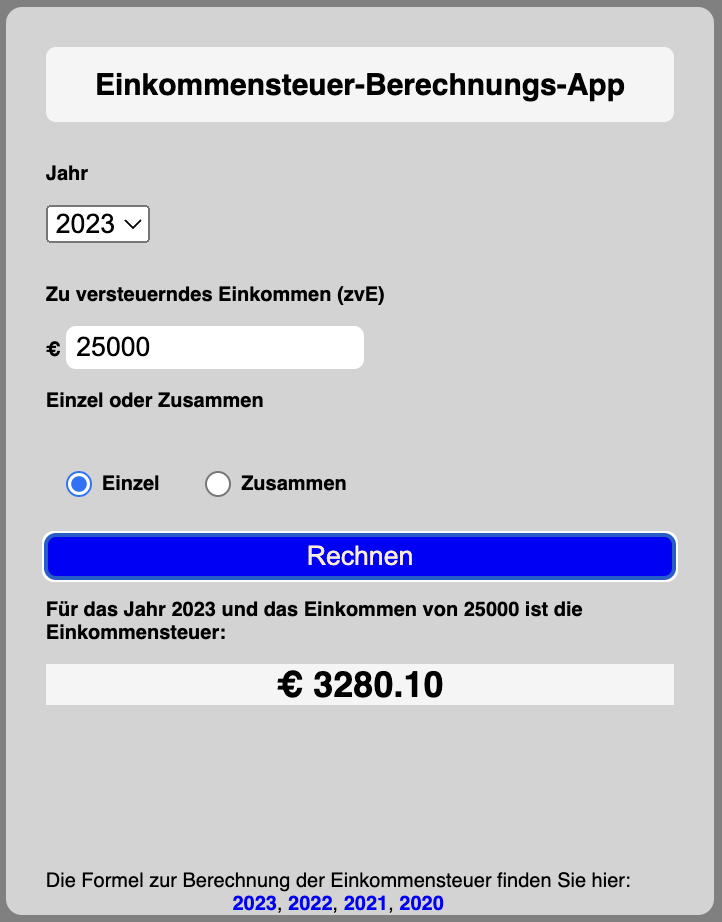 Einkommensteuer-Berechnungs-App
Jahr
2023
Zu versteuerndes Einkommen (zvE)
€ 25000
Einzel oder Zusammen
Einzel Zusammen
Rechnen
Für das Jahr 2023 und das Einkommen von 25000 ist die
Einkommensteuer:
€ 3280.10
Die Formel zur Berechnung der Einkommensteuer finden Sie hier:
2023, 2022, 2021, 2020